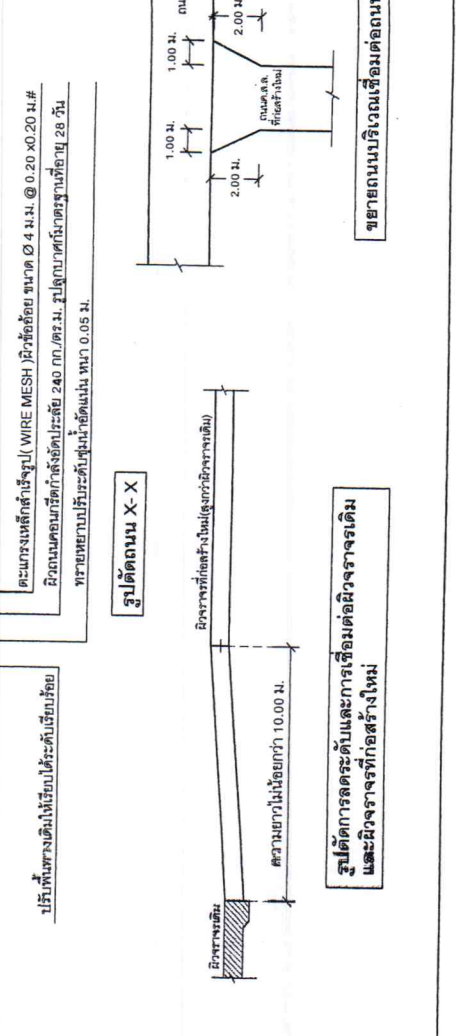 ตะแกรงเหล็กสำเร็จรูป( WIRE MESH )ผิวข้ออ้อย ขนาด Ø 4 ม.ม. @ 0.20 x0.20 ม.#
ผิวถนนคอนกรีตกำลังอัดประลัย 240 กก./ตร.ม. รูปลูกบาศก์มาตรฐานที่อายุ 28 วัน
ทรายหยาบปรับระดับชุ่มน้ำอัดแน่น หนา 0.05 ม.
ปรับพื้นทางเดิมให้เรียบได้ระดับเรียบร้อย
รูปตัดถนน X- X
ผิวจราจรเดิม
ผิวจราจรที่ก่อสร้างใหม่(สูงกว่าผิวจราจรเดิม)
ความยาวไม่น้อยกว่า 10.00 ม.
รูปตัดการลดระดับและการเชื่อมต่อผิวจราจรเดิม
และผิวจราจรที่ก่อสร้างใหม่
1.00 ม.
1.00 ม.
2.00 ม.
2.00 ม.
ถนนค.ส.ล.
ที่ก่อสร้างใหม่
ขยายถนนบริเวณเชื่อมต่อถนน